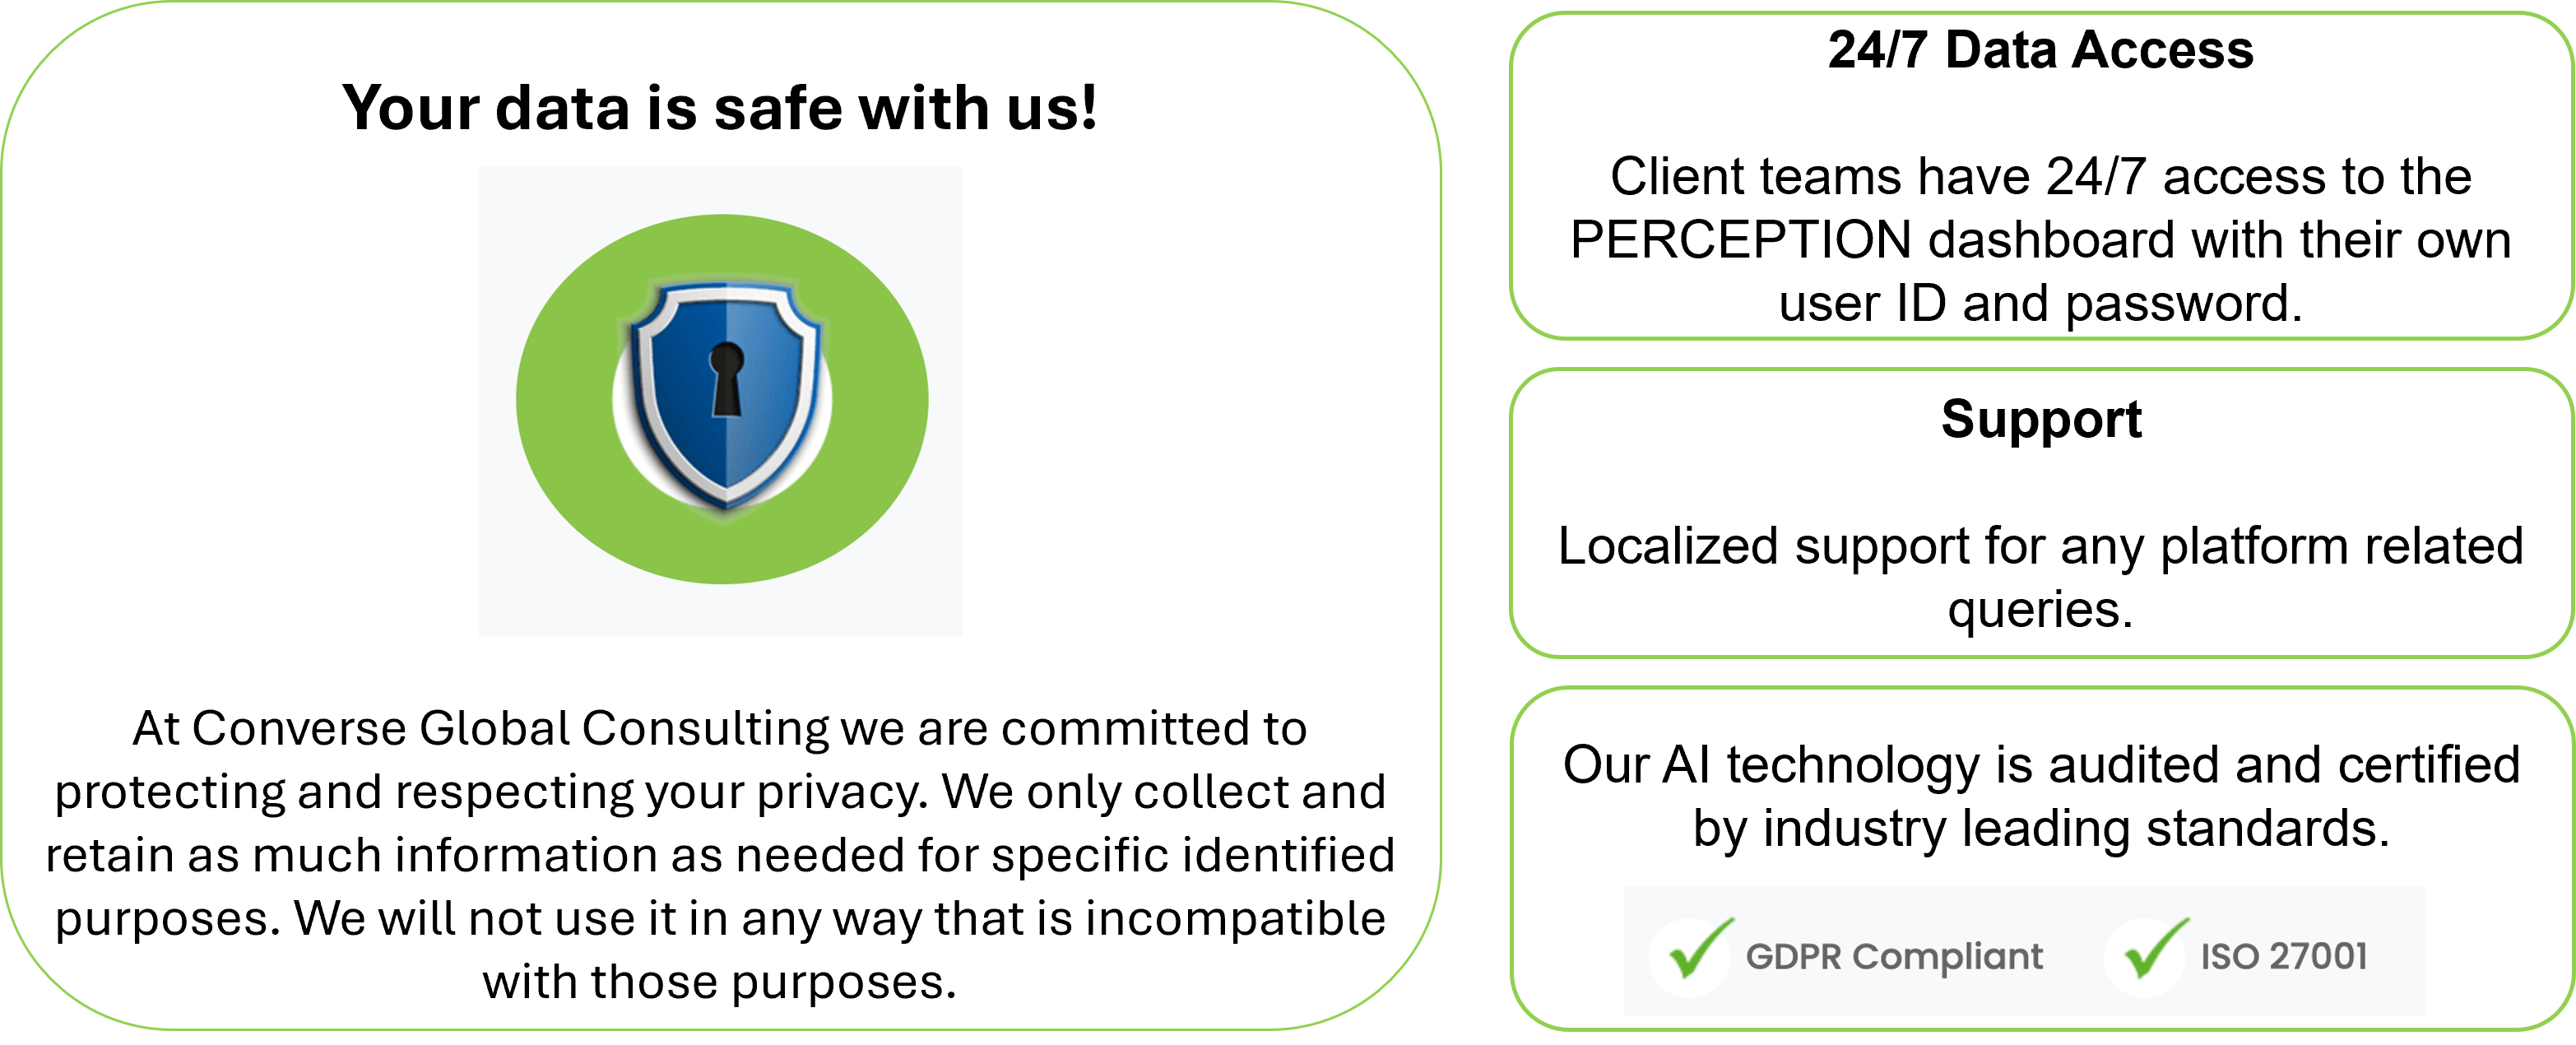 Your data is safe with us!
At Converse Global Consulting we are committed to
protecting and respecting your privacy. We only collect and
retain as much information as needed for specific identified
purposes. We will not use it in any way that is incompatible
with those purposes.
24/7 Data Access
Client teams have 24/7 access to the
PERCEPTION dashboard with their own
user ID and password.
Support
Localized support for any platform related
queries.
Our AI technology is audited and certified
by industry leading standards.
GDPR Compliant
ISO 27001